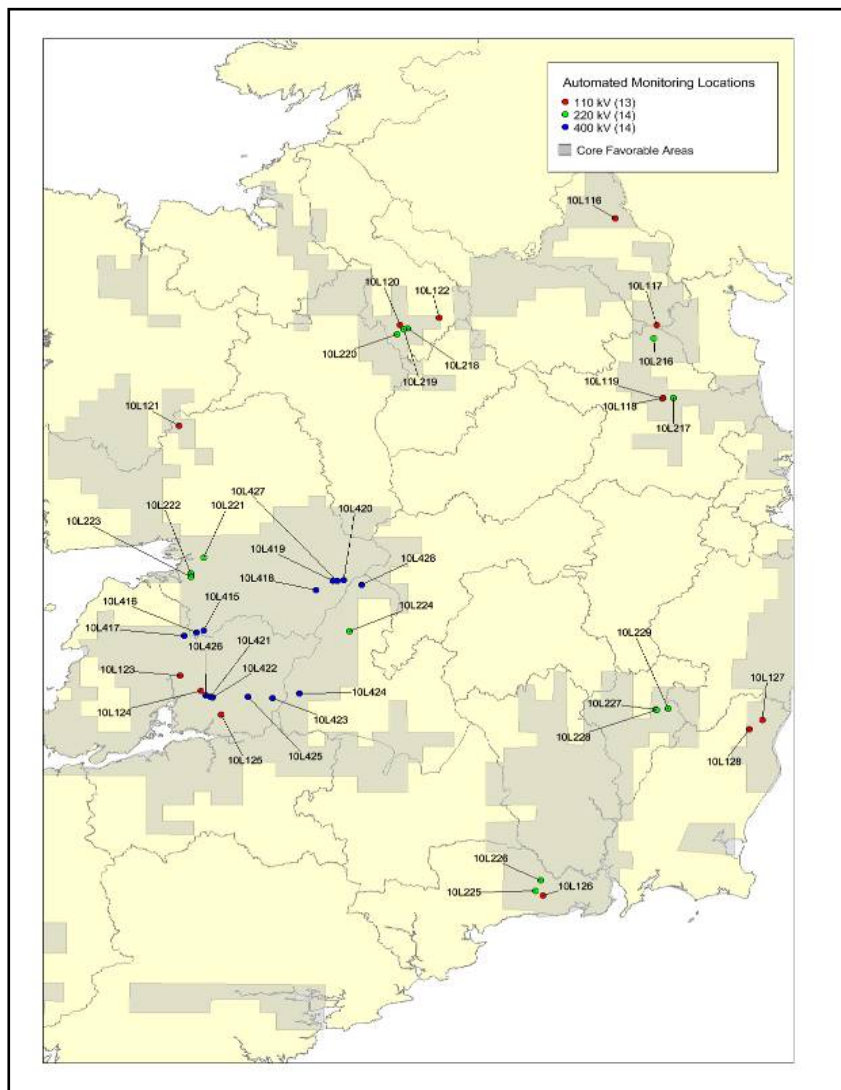 Automated Monitoring Locations
110 kV (13)
220 kV (14)
400 kV (14)
Core Favorable Areas
10L116
10L120
10L122
10L117
10L220
10L218
10L216
10L219
10L119
10L118
10L121
10L217
10L427
10L420
10L222
10L221
10L223
10L419
10L428
10L418
10L224
10L416
10L415
10L417
10L426
10L421
10L229
10L422
10L123
10L424
10L227
10L127
10L124
10L423
10L228
10L128
10L125
10L425
10L226
10L225
10L126